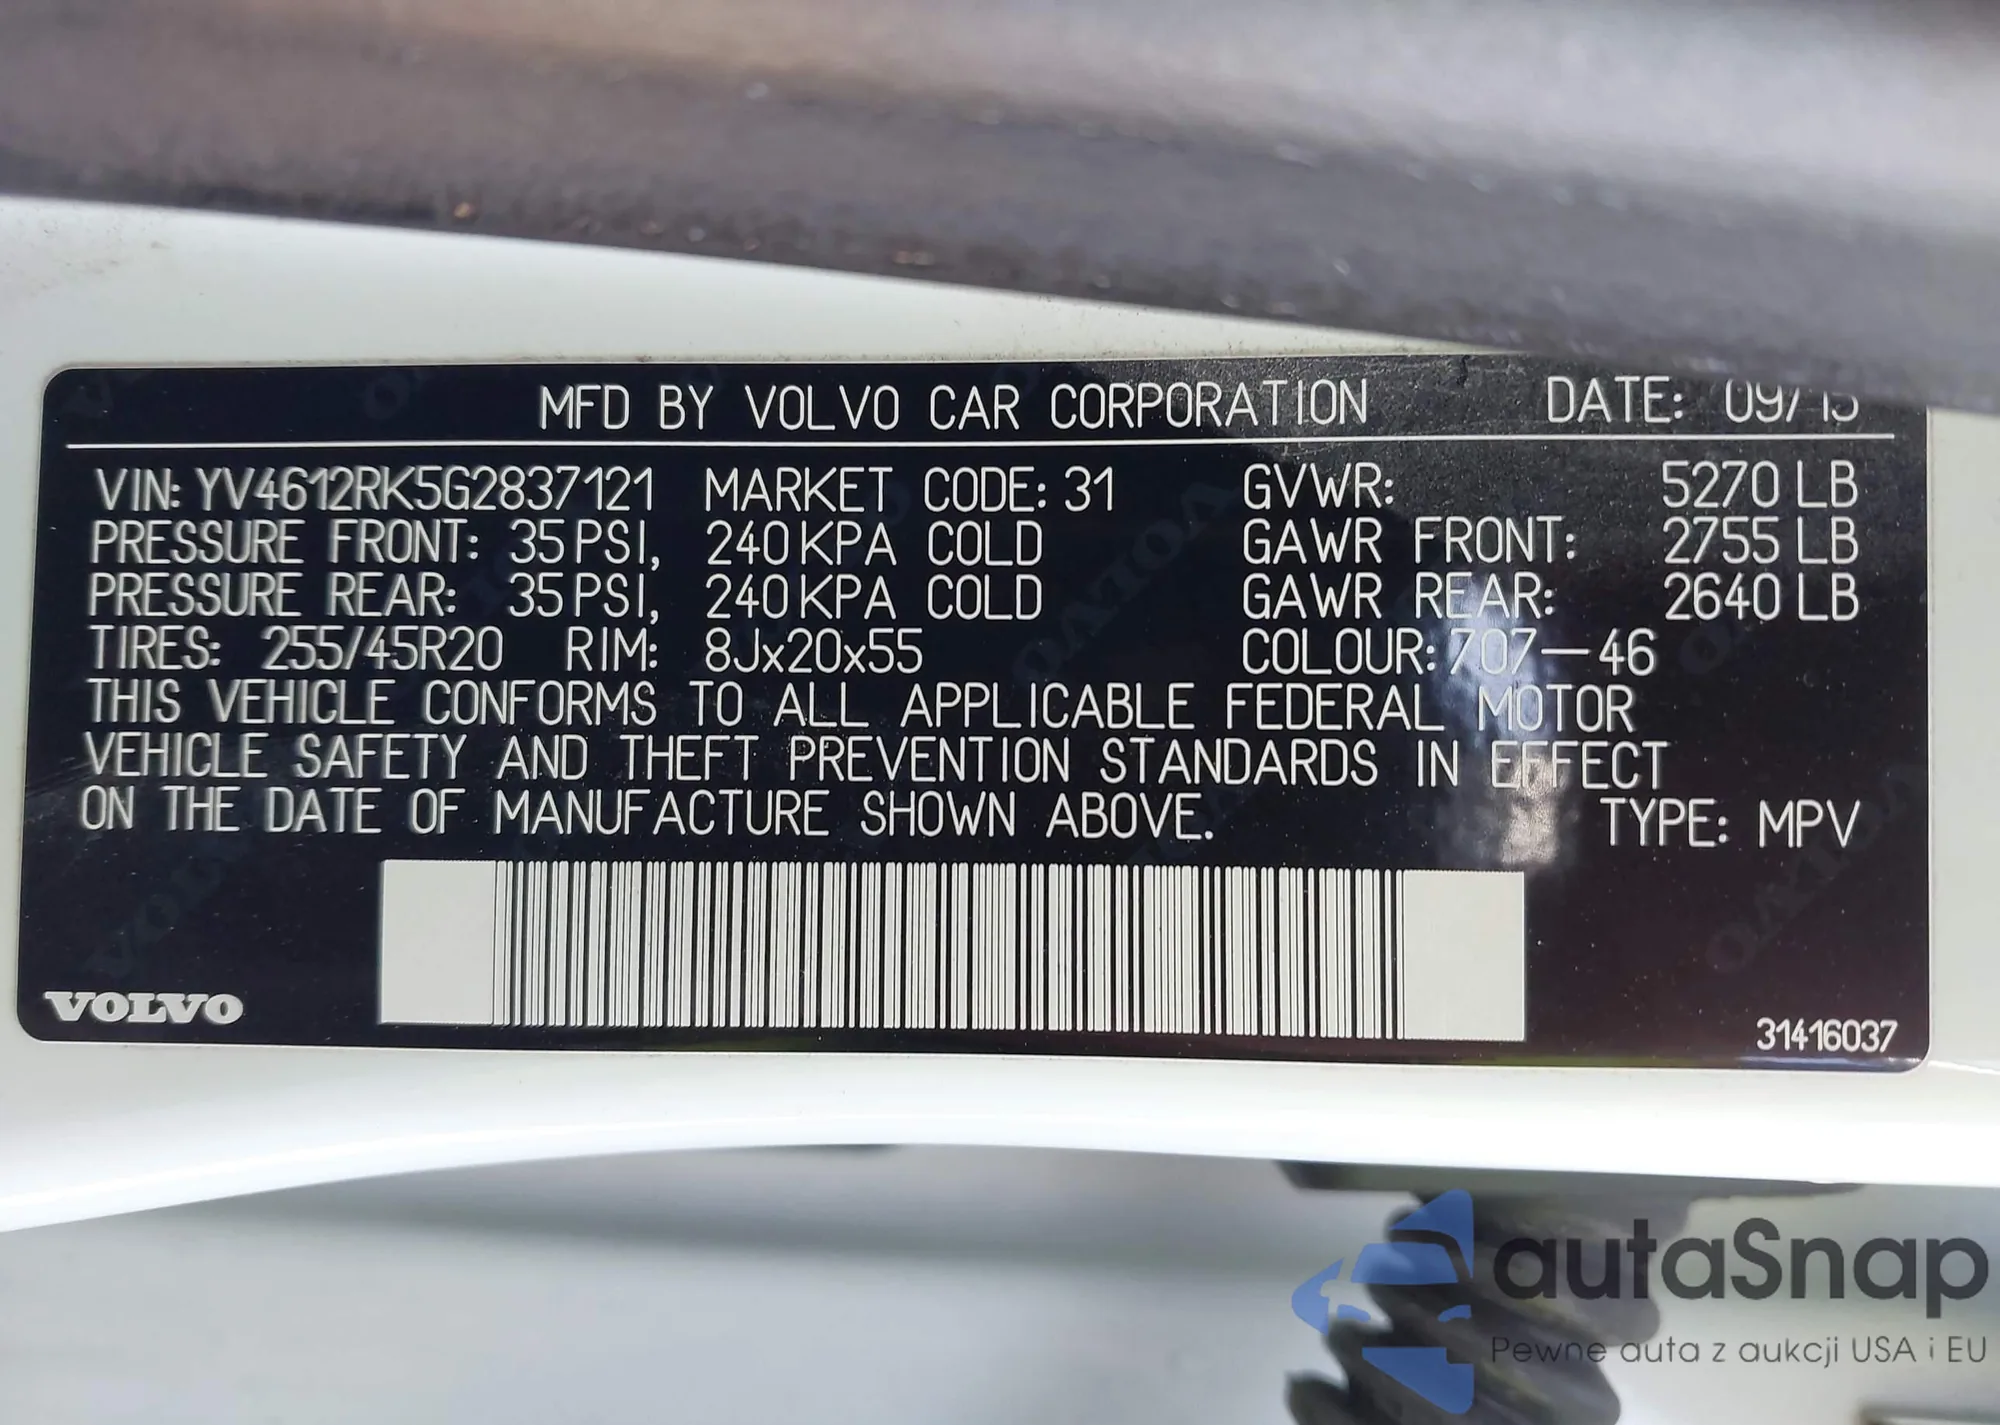 MFD BY VOLVO CAR CORPORATION DATE: 09/15
VIN: YV4612RK5G2837121 MARKET CODE: 31 GVWR: 5270 LB
PRESSURE FRONT: 35 PSI, 240 KPA COLD GAWR FRONT: 2755 LB
PRESSURE REAR: 35 PSI, 240 KPA COLD GAWR REAR: 2640 LB
TIRES: 255/45R20 RIM: 8Jx20x55 COLOUR: 707-46
THIS VEHICLE CONFORMS TO ALL APPLICABLE FEDERAL MOTOR
VEHICLE SAFETY AND THEFT PREVENTION STANDARDS IN EFFECT
ON THE DATE OF MANUFACTURE SHOWN ABOVE. TYPE: MPV
VOLVO
31416037
autaSnap
Pewne auta z aukcji USA i EU